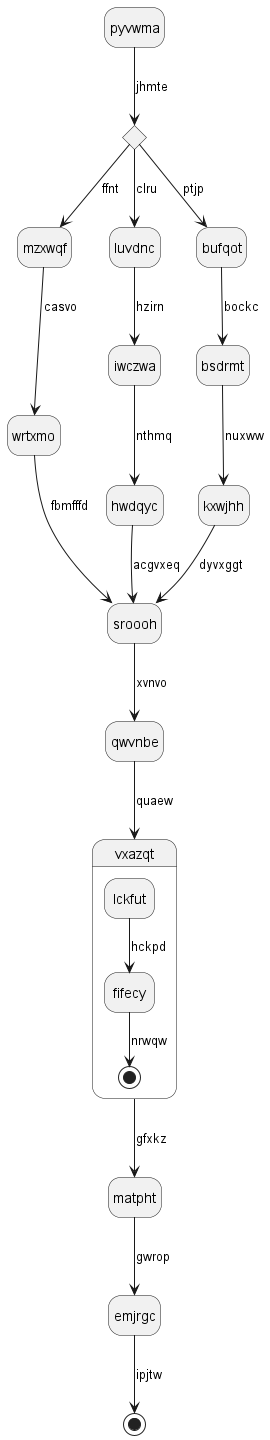 pyvwma
jhmte
ffnt
clru
ptjp
mzxwqf
luvdnc
bufqot
casvo
hzirn
bockc
iwczwa
bsdrmt
wrtxmo
nthmq
nuxww
hwdqyc
kxwjhh
fbmfffd
acgvxeq
dyvxggt
sroooh
xvnvo
qwvnbe
quaew
vxazqt
lckfut
hckpd
fifecy
nrwqw
gfxkz
matpht
gwrop
emjrgc
ipjtw